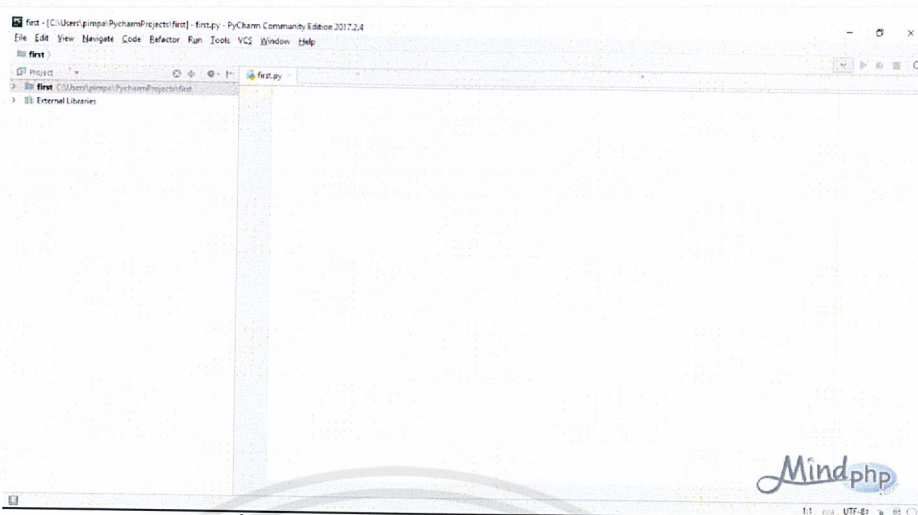 first - [C:\Users\pimpa\PycharmProjects\first] - first.py - PyCharm Community Edition 2017.2.4
File Edit View Navigate Code Refactor Run Tools VCS Window Help
first
Project
first.py
first C:\Users\pimpa\PycharmProjects\first
External Libraries
Mindphp
1:1 n/a UTF-8